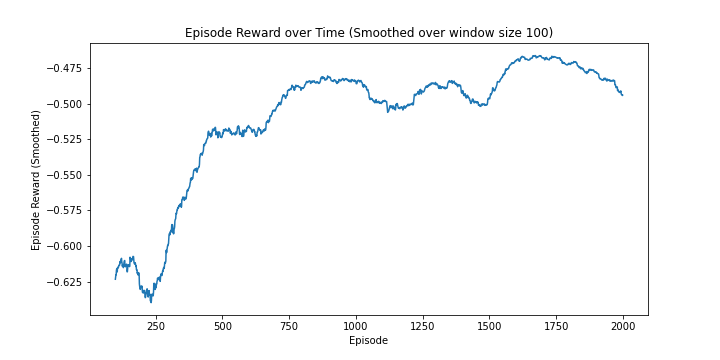 Episode Reward over Time (Smoothed over window size 100)
Episode Reward (Smoothed)
−0.475
−0.500
−0.525
−0.550
−0.575
−0.600
−0.625
250 500 750 1000 1250 1500 1750 2000
Episode